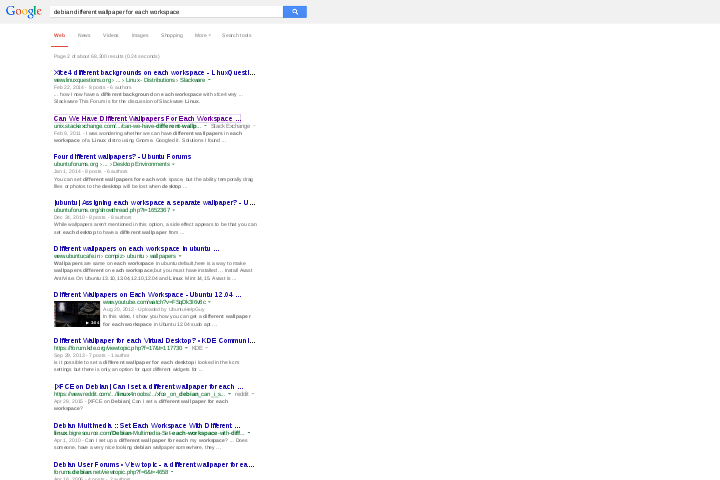 Google debian different wallpaper for each workspace
Web News Videos Images Shopping More Search tools
Page 2 of about 68,300 results (0.24 seconds)
Xfce4 different backgrounds on each workspace - LinuxQuesti...
www.linuxquestions.org › ... › Linux - Distributions › Slackware
Feb 22, 2014 - 9 posts - 6 authors
... how I now have a different background on each workspace with xfce4 very ...
Slackware This Forum is for the discussion of Slackware Linux.
Can We Have Different Wallpapers For Each Workspace ...
unix.stackexchange.com/.../can-we-have-different-wallp... Stack Exchange
Feb 9, 2011 - I was wondering whether we can have different wallpapers in each
workspace of a Linux distro using Gnome. Googled it. Solutions I found ...
Four different wallpapers? - Ubuntu Forums
ubuntuforums.org › ... › Desktop Environments
Jan 1, 2014 - 8 posts - 6 authors
You can set different wallpapers for each work space, but the ability temporarily drag
files or photos to the desktop will be lost when desktop ...
[ubuntu] Assigning each workspace a separate wallpaper? - U...
ubuntuforums.org/showthread.php?t=1652367
Dec 24, 2010 - 8 posts - 8 authors
While wallpapers aren't mentioned in this option, a side effect appears to be that you can
set each desktop to have a different wallpaper from ...
Different wallpapers on each workspace in ubuntu ...
www.ubuntucafe.in › compiz › ubuntu › wallpapers
Wallpapers are same on each workspace in ubuntu default,here is a way to make
wallpapers different on each workspace,but you must have installed ... Install Avast
AntiVirus On Ubuntu 13.10,13.04,12.10,12.04 and Linux Mint 14,15. Avast is ...
Different Wallpapers on Each Workspace - Ubuntu 12.04 ...
Aug 20, 2012 - Uploaded by UbuntuHelpGuy
In this video, I show you how you can get a different wallpaper
for each workspace in Ubuntu 12.04 sudo apt ...
Different Wallpaper for each Virtual Desktop? • KDE Communi...
https://forum.kde.org/viewtopic.php?f=17&t=117730 KDE
Sep 28, 2013 - 7 posts - 1 author
is it possible to set a different wallpaper for each desktop i looked in the kcm
settings but there is only an option for quiot different widgets for ...
[XFCE on Debian] Can I set a different wallpaper for each ...
https://www.reddit.com/.../linux4noobs/.../xfce_on_debian_can_i_s... reddit
Apr 29, 2015 - [XFCE on Debian] Can I set a different wallpaper for each
workspace?
Debian Multimedia :: Set Each Workspace With Different ...
linux.bigresource.com/Debian-Multimedia-Set-each-workspace-with-diff...
Apr 1, 2010 - Can I set up a different wallpaper for each my workspace? ... Does
someone, have a very nice looking debian wallpaper somewhere, they ...
Debian User Forums • View topic - a different wallpaper for ea...
forums.debian.net/viewtopic.php?f=6&t=4658